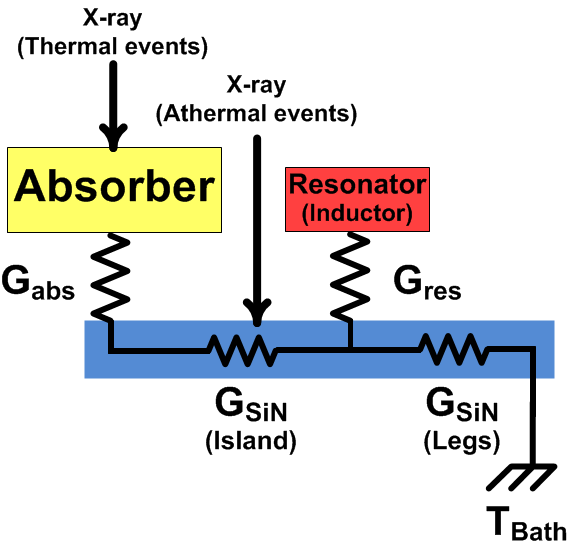 X-ray
(Thermal events)
X-ray
(Athermal events)
Absorber
Resonator
(Inductor)
Gabs
Gres
GSiN
(Island)
GSiN
(Legs)
TBath